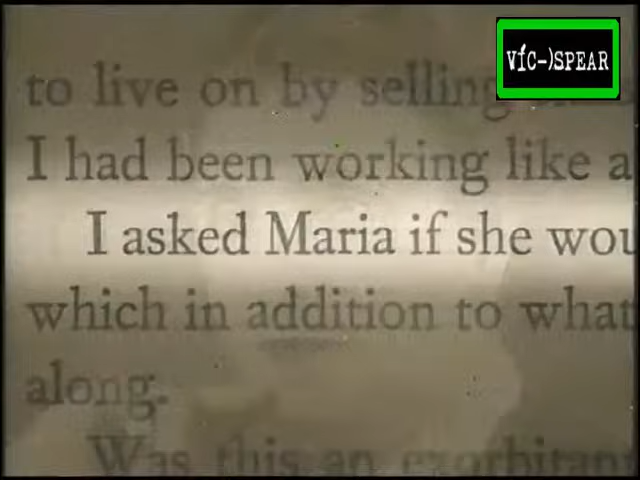 VíC-)SPEAR
to live on by selling
I had been working like a
I asked Maria if she wou
which in addition to what
along.
Was this an exorbitant